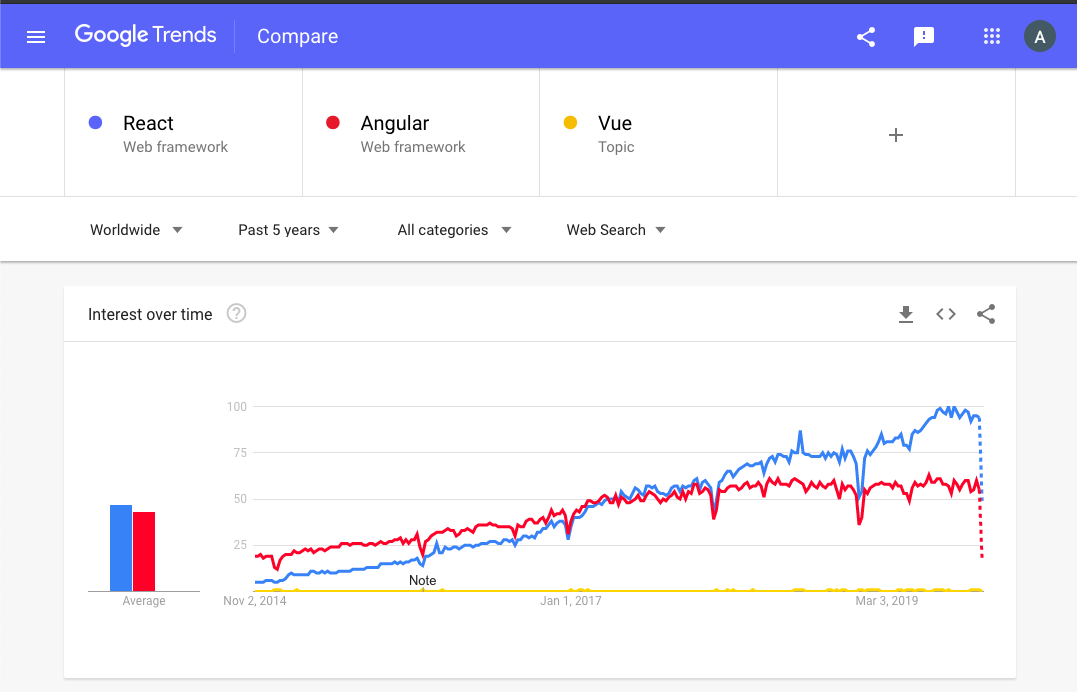 Google Trends
Compare
A
React
Web framework
Angular
Web framework
Vue
Topic
+
Worldwide
Past 5 years
All categories
Web Search
Interest over time
?
100
75
50
25
Note
Average
Nov 2, 2014
Jan 1, 2017
Mar 3, 2019